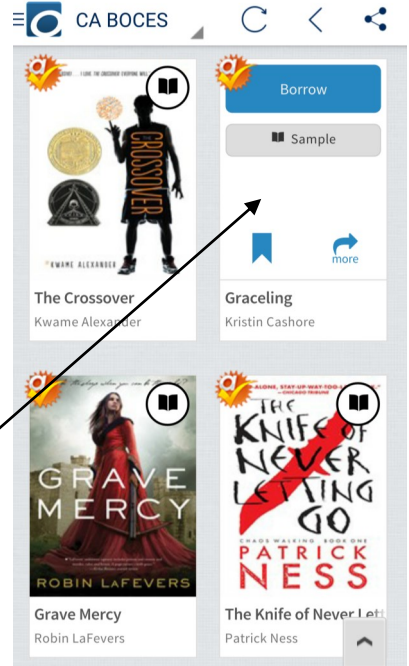 CA BOCES
THE
CROSSOVER
KWAME ALEXANDER
The Crossover
Kwame Alexander
Borrow
Sample
more
Graceling
Kristin Cashore
GRAVE
MERCY
ROBIN LAFEVERS
Grave Mercy
Robin LaFevers
THE
KNIFE OF
NEVER
LETTING
GO
CHAOS WALKING BOOK ONE
PATRICK
NESS
The Knife of Never Lett
Patrick Ness